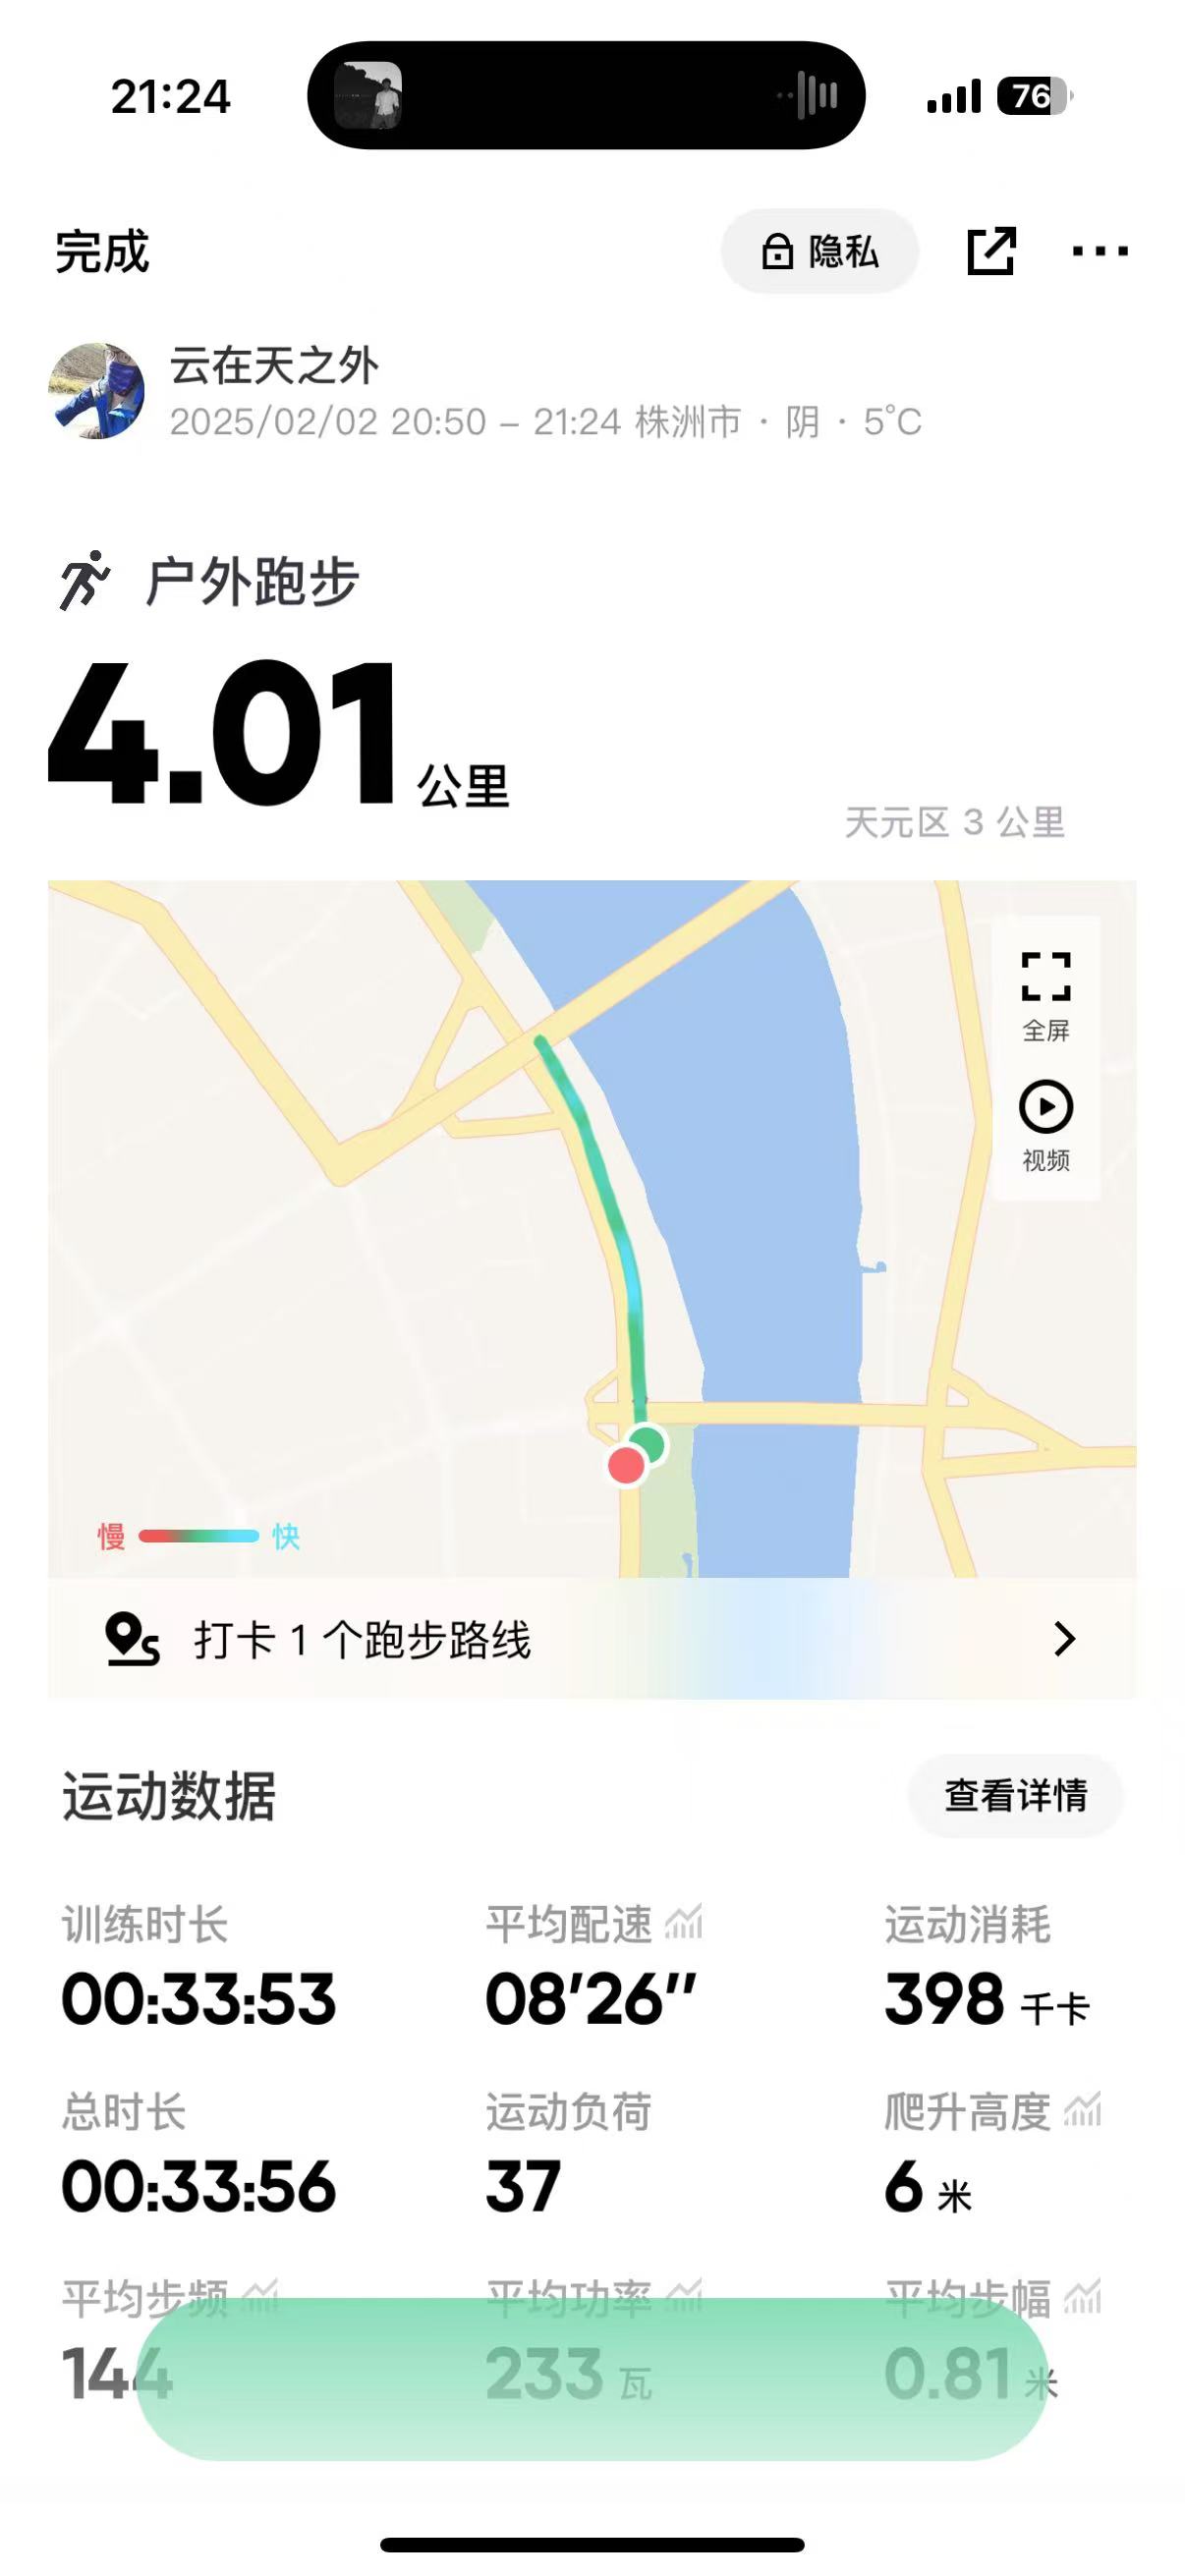 21:24
76
完成
隐私
云在天之外
2025/02/02 20:50 – 21:24 株洲市 · 阴 · 5°C
户外跑步
4.01 公里
天元区 3 公里
全屏
视频
慢 快
打卡 1 个跑步路线
运动数据
查看详情
训练时长 平均配速 运动消耗
00:33:53 08'26'' 398 千卡
总时长 运动负荷 爬升高度
00:33:56 37 6 米
平均步频 平均功率 平均步幅
144 233 瓦 0.81 米